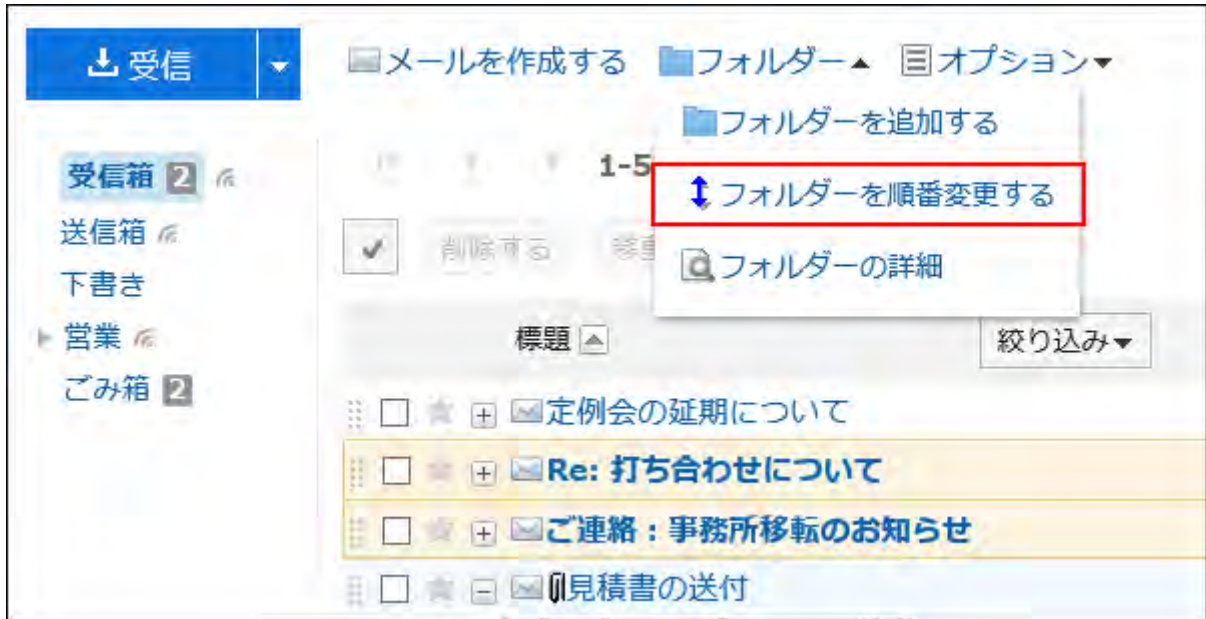 受信
メールを作成する フォルダー オプション
フォルダーを追加する
受信箱 2
1-5
フォルダーを順番変更する
送信箱
削除する 移動
フォルダーの詳細
下書き
営業
標題
絞り込み
ごみ箱 2
定例会の延期について
Re: 打ち合わせについて
ご連絡：事務所移転のお知らせ
見積書の送付